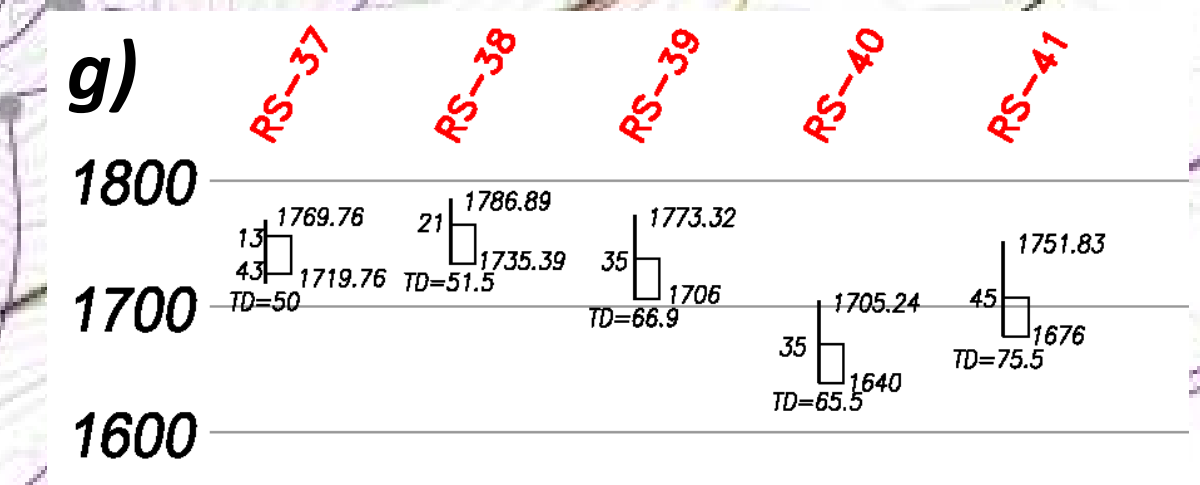 g)
RS-37
RS-38
RS-39
RS-40
RS-41
1800
1786.89
1769.76
21
1773.32
13
1751.83
35
1735.39
43
1719.76
TD=51.5
1706
45
1700
TD=50
1705.24
TD=66.9
1676
35
TD=75.5
1640
TD=65.5
1600